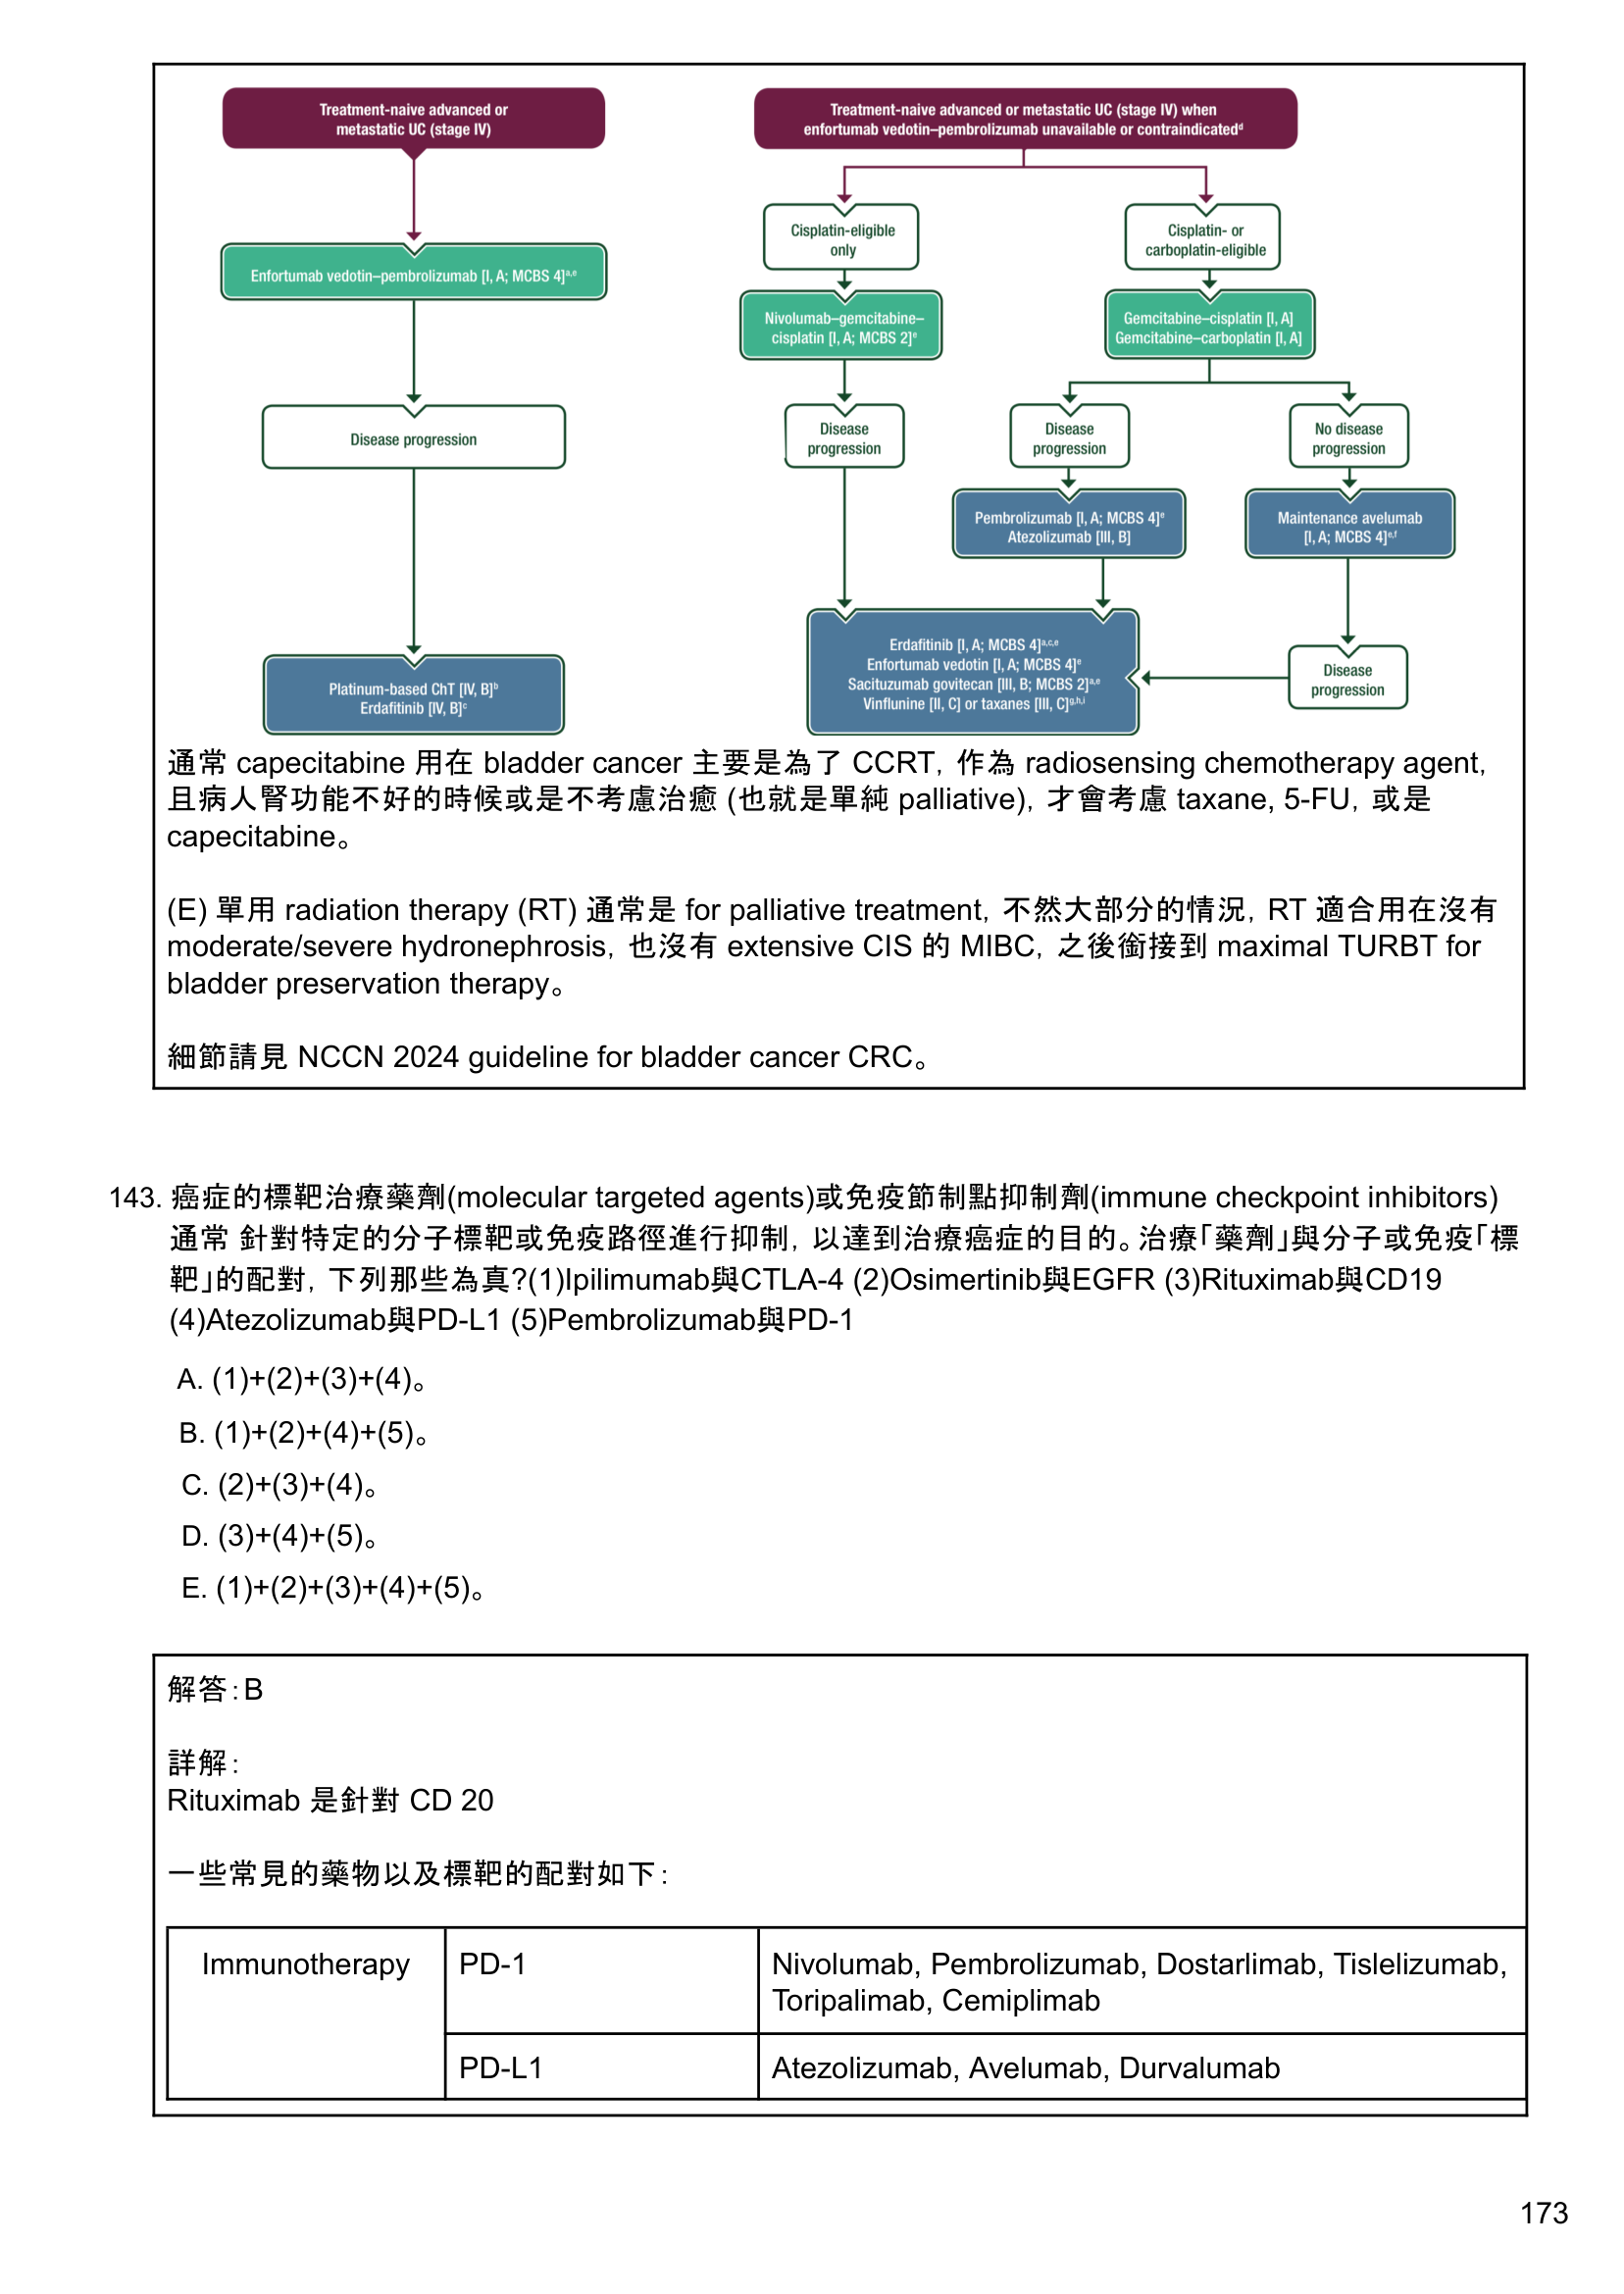 Treatment-naive advanced or
metastatic UC (stage IV)
Enfortumab vedotin–pembrolizumab [I, A; MCBS 4]a,e
Disease progression
Platinum-based ChT [IV, B]b
Erdafitinib [IV, B]c
Treatment-naive advanced or metastatic UC (stage IV) when
enfortumab vedotin–pembrolizumab unavailable or contraindicatedd
Cisplatin-eligible
only
Cisplatin- or
carboplatin-eligible
Nivolumab–gemcitabine–
cisplatin [I, A; MCBS 2]e
Gemcitabine–cisplatin [I, A]
Gemcitabine–carboplatin [I, A]
Disease
progression
Disease
progression
No disease
progression
Pembrolizumab [I, A; MCBS 4]e
Atezolizumab [III, B]
Maintenance avelumab
[I, A; MCBS 4]e,f
Erdafitinib [I, A; MCBS 4]a,c,e
Enfortumab vedotin [I, A; MCBS 4]e
Sacituzumab govitecan [III, B; MCBS 2]a,e
Vinflunine [II, C] or taxanes [III, C]g,h,i
Disease
progression
通常 capecitabine 用在 bladder cancer 主要是為了 CCRT，作為 radiosensing chemotherapy agent，
且病人腎功能不好的時候或是不考慮治癒 (也就是單純 palliative)，才會考慮 taxane, 5-FU，或是
capecitabine。
(E) 單用 radiation therapy (RT) 通常是 for palliative treatment，不然大部分的情況，RT 適合用在沒有
moderate/severe hydronephrosis，也沒有 extensive CIS 的 MIBC，之後銜接到 maximal TURBT for
bladder preservation therapy。
細節請見 NCCN 2024 guideline for bladder cancer CRC。
143. 癌症的標靶治療藥劑(molecular targeted agents)或免疫節制點抑制劑(immune checkpoint inhibitors)
通常 針對特定的分子標靶或免疫路徑進行抑制，以達到治療癌症的目的。治療「藥劑」與分子或免疫「標
靶」的配對，下列那些為真?(1)Ipilimumab與CTLA-4 (2)Osimertinib與EGFR (3)Rituximab與CD19
(4)Atezolizumab與PD-L1 (5)Pembrolizumab與PD-1
A. (1)+(2)+(3)+(4)。
B. (1)+(2)+(4)+(5)。
C. (2)+(3)+(4)。
D. (3)+(4)+(5)。
E. (1)+(2)+(3)+(4)+(5)。
解答：B
詳解：
Rituximab 是針對 CD 20
一些常見的藥物以及標靶的配對如下：
Immunotherapy
PD-1
Nivolumab, Pembrolizumab, Dostarlimab, Tislelizumab,
Toripalimab, Cemiplimab
PD-L1
Atezolizumab, Avelumab, Durvalumab
173